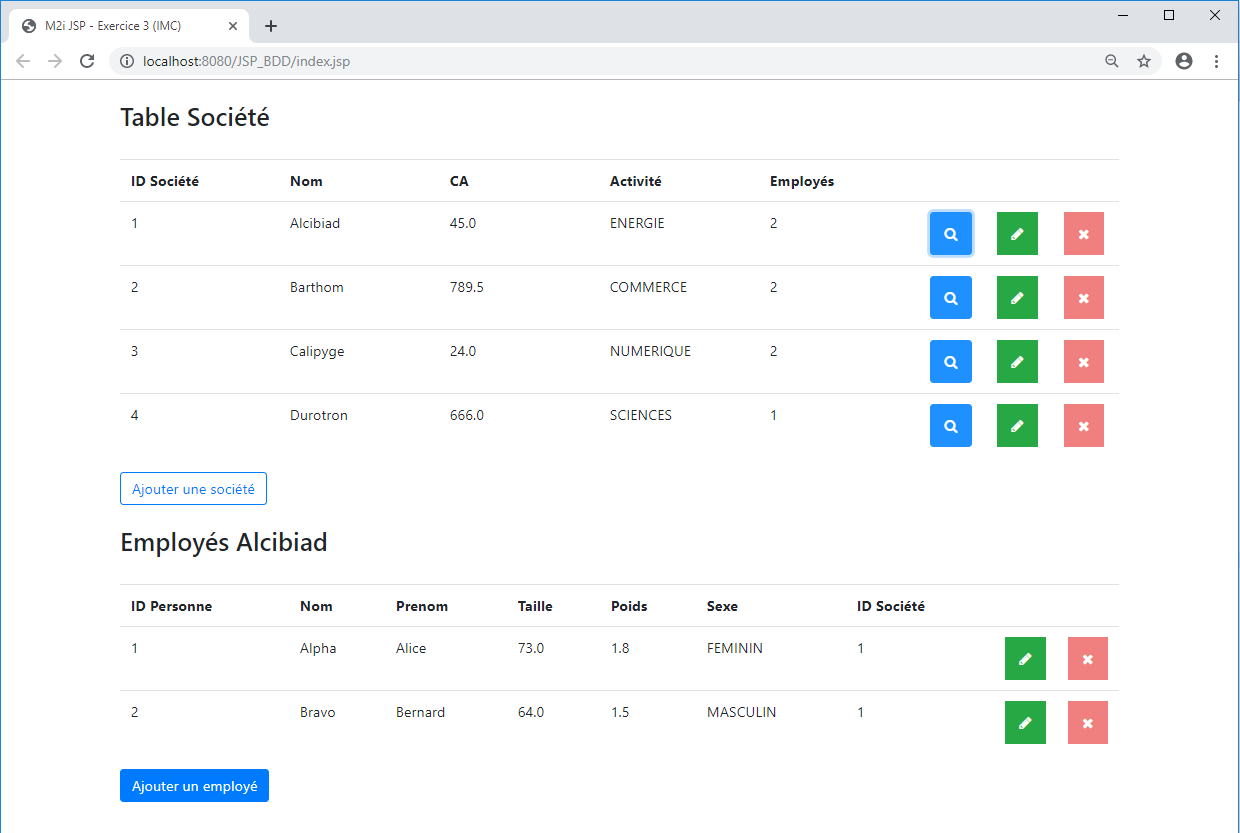 M2i JSP - Exercice 3 (IMC)
localhost:8080/JSP_BDD/index.jsp
Table Société
ID Société Nom CA Activité Employés
1 Alcibiad 45.0 ENERGIE 2
2 Barthom 789.5 COMMERCE 2
3 Calipyge 24.0 NUMERIQUE 2
4 Durotron 666.0 SCIENCES 1
Ajouter une société
Employés Alcibiad
ID Personne Nom Prenom Taille Poids Sexe ID Société
1 Alpha Alice 73.0 1.8 FEMININ 1
2 Bravo Bernard 64.0 1.5 MASCULIN 1
Ajouter un employé